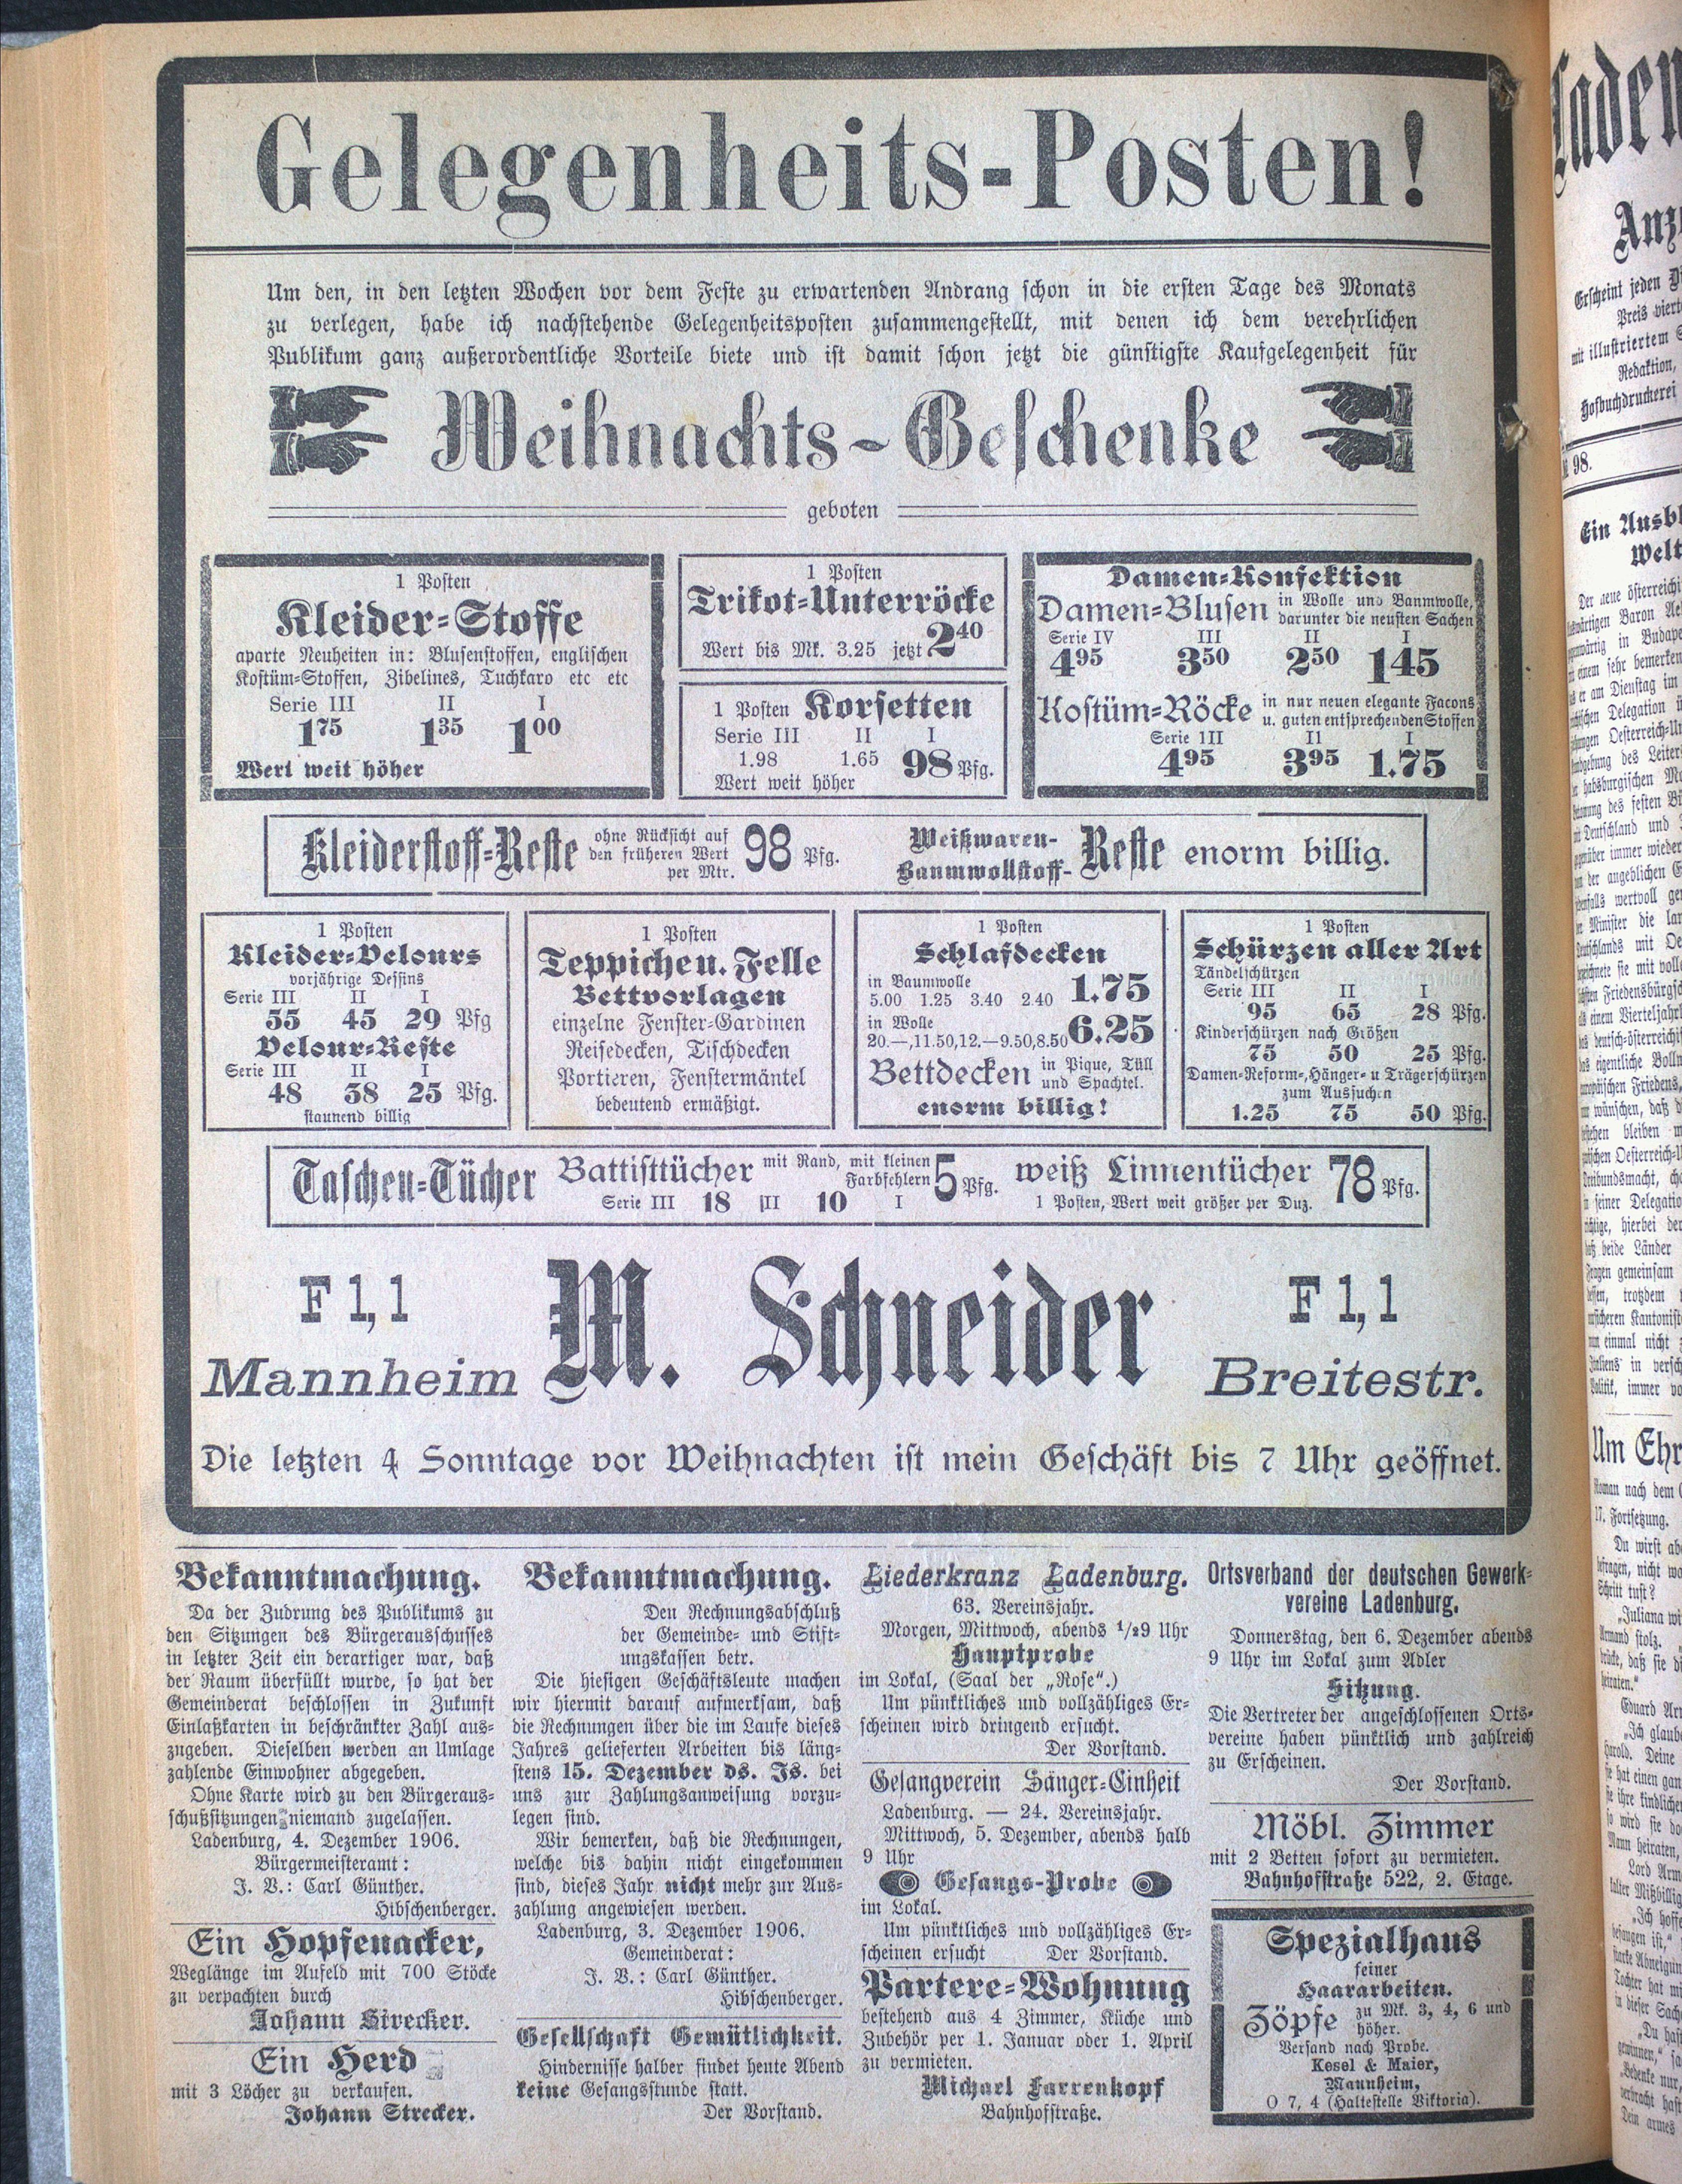 Gelegenheits-Posten!
Um den, in den letzten Wochen vor dem Feste zu erwartenden Andrang schon in die ersten Tage des Monats
zu verlegen, habe ich nachstehende Gelegenheitsposten zusammengestellt, mit denen ich dem verehrlichen
Publikum ganz außerordentliche Vorteile biete und ist damit schon jetzt die günstigste Kaufgelegenheit für
Weihnachts-Geschenke
geboten
1 Posten
Kleider-Stoffe
aparte Neuheiten in: Blusenstoffen, englischen
Kostüm-Stoffen, Zibelines, Tuchkaro etc etc
Serie III II I
1 75 1 35 1 00
Wert weit höher
1 Posten
Trikot-Unterröcke
Wert bis Mk. 3.25 jetzt 2 40
1 Posten Korsetten
Serie III II I
1.98 1.65 98 Pfg.
Wert weit höher
Damen-Konfektion
Damen-Blusen in Wolle und Banmwolle,
darunter die neusten Sachen
Serie IV III II I
4 95 3 50 2 50 1 45
Kostüm-Röcke in nur neuen elegante Facons
u. guten entsprechenden Stoffen
Serie III II I
4 95 3 95 1.75
Kleiderstoff-Reste ohne Rücksicht auf
den früheren Wert
per Mtr. 98 Pfg.
Weißwaren-
Baumwollstoff- Reste enorm billig.
1 Posten
Kleider-Velours
vorjährige Dessins
Serie III II I
55 45 29 Pfg
Velour-Reste
Serie III II I
48 38 25 Pfg.
staunend billig
1 Posten
Teppiche u. Felle
Bettvorlagen
einzelne Fenster-Gardinen
Reisedecken, Tischdecken
Portieren, Fenstermäntel
bedeutend ermäßigt.
1 Posten
Schlafdecken
in Baumwolle
5.00 1.25 3.40 2.40 1.75
in Wolle
20.—,11.50,12.—9.50,8.50 6.25
Bettdecken in Pique, Tüll
und Spachtel.
enorm billig!
1 Posten
Schürzen aller Art
Tändelschürzen
Serie III II I
95 65 28 Pfg.
Kinderschürzen nach Größen
75 50 25 Pfg.
Damen-Reform-, Hänger- u Trägerschürzen
zum Aussuchen
1.25 75 50 Pfg.
Taschen-Tücher Battisttücher mit Rand, mit kleinen
Farbfehlern 5 Pfg.
Serie III 18 II 10 I
weiß Linnentücher 78 Pfg.
1 Posten, Wert weit größer per Duz.
F 1, 1 M. Schneider F 1, 1
Mannheim Breitestr.
Die letzten 4 Sonntage vor Weihnachten ist mein Geschäft bis 7 Uhr geöffnet.
Bekanntmachung.
Da der Zudrung des Publikums zu
den Sitzungen des Bürgerausschusses
in letzter Zeit ein derartiger war, daß
der Raum überfüllt wurde, so hat der
Gemeinderat beschlossen in Zukunft
Einlaßkarten in beschränkter Zahl aus-
zugeben. Dieselben werden an Umlage
zahlende Einwohner abgegeben.
Ohne Karte wird zu den Bürgeraus-
schußsitzungen niemand zugelassen.
Ladenburg, 4. Dezember 1906.
Bürgermeisteramt:
J. V.: Carl Günther.
Hibschenberger.
Ein Hopfenacker,
Weglänge im Aufeld mit 700 Stöcke
zu verpachten durch
Johann Strecker.
Ein Herd
mit 3 Löcher zu verkaufen.
Johann Strecker.
Bekanntmachung.
Den Rechnungsabschluß
der Gemeinde- und Stift-
ungskassen betr.
Die hiesigen Geschäftsleute machen
wir hiermit darauf aufmerksam, daß
die Rechnungen über die im Laufe dieses
Jahres gelieferten Arbeiten bis läng-
stens 15. Dezember ds. Js. bei
uns zur Zahlungsanweisung vorzu-
legen sind.
Wir bemerken, daß die Rechnungen,
welche bis dahin nicht eingekommen
sind, dieses Jahr nicht mehr zur Aus-
zahlung angewiesen werden.
Ladenburg, 3. Dezember 1906.
Gemeinderat:
J. V.: Carl Günther.
Hibschenberger.
Gesellschaft Gemütlichkeit.
Hindernisse halber findet heute Abend
keine Gesangsstunde statt.
Der Vorstand.
Liederkranz Ladenburg.
63. Vereinsjahr.
Morgen, Mittwoch, abends 1/29 Uhr
Hauptprobe
im Lokal, (Saal der „Rose“.)
Um pünktliches und vollzähliges Er-
scheinen wird dringend ersucht.
Der Vorstand.
Gesangverein Sänger-Einheit
Ladenburg. — 24. Vereinsjahr.
Mittwoch, 5. Dezember, abends halb
9 Uhr
Gesangs-Probe
im Lokal.
Um pünktliches und vollzähliges Er-
scheinen ersucht Der Vorstand.
Partere-Wohnung
bestehend aus 4 Zimmer, Küche und
Zubehör per 1. Januar oder 1. April
zu vermieten.
Michael Farrenkopf
Bahnhofstraße.
Ortsverband der deutschen Gewerk-
vereine Ladenburg.
Donnerstag, den 6. Dezember abends
9 Uhr im Lokal zum Adler
Sitzung.
Die Vertreter der angeschlossenen Orts-
vereine haben pünktlich und zahlreich
zu Erscheinen.
Der Vorstand.
Möbl. Zimmer
mit 2 Betten sofort zu vermieten.
Bahnhofstraße 522, 2. Etage.
Spezialhaus
feiner
Haararbeiten.
Zöpfe zu Mk. 3, 4, 6 und
höher.
Versand nach Probe.
Kesel & Maier,
Mannheim,
O 7, 4 (Haltestelle Viktoria).
Erscheint jeden
mit illustriertem
Redaktion,
Hofbuchdruckerei
98.
Um
17. Fortsetzung.